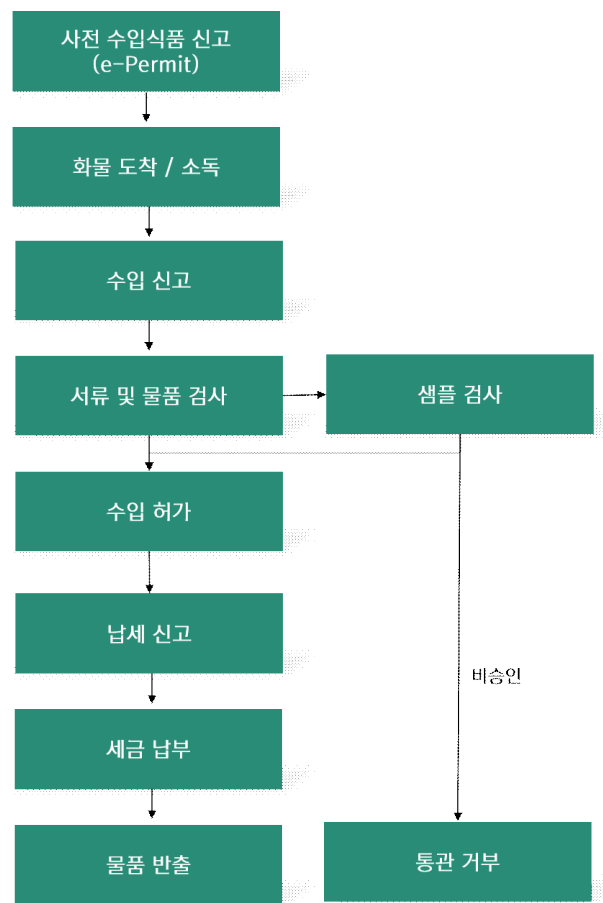 사전 수입식품 신고
(e-Permit)
화물 도착 / 소독
수입 신고
서류 및 물품 검사
샘플 검사
수입 허가
납세 신고
비승인
세금 납부
물품 반출
통관 거부